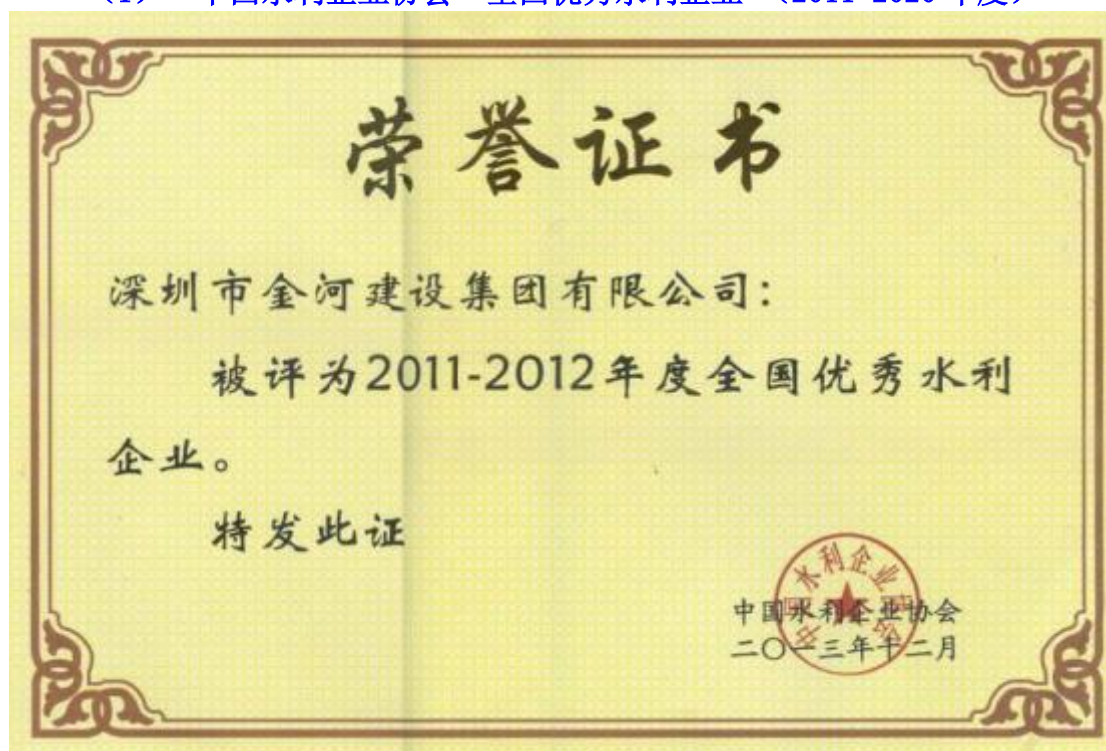 荣誉证书
深圳市金河建设集团有限公司:
被评为2011-2012年度全国优秀水利
企业。
特发此证
中国水利企业协会
二〇一三年十二月